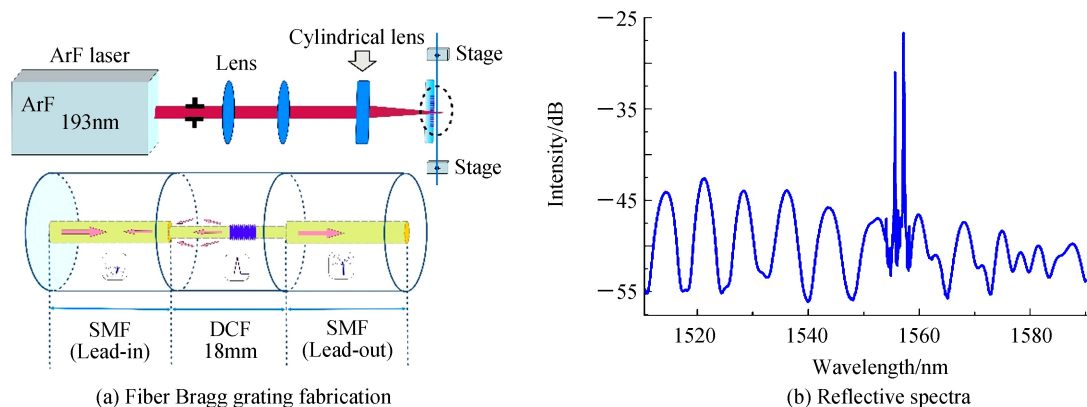 ArF laser
ArF
193nm
Lens
Cylindrical lens
Stage
Stage
SMF
(Lead-in)
DCF
18mm
SMF
(Lead-out)
(a) Fiber Bragg grating fabrication
−25
−35
−45
−55
Intensity/dB
1520
1540
1560
1580
Wavelength/nm
(b) Reflective spectra